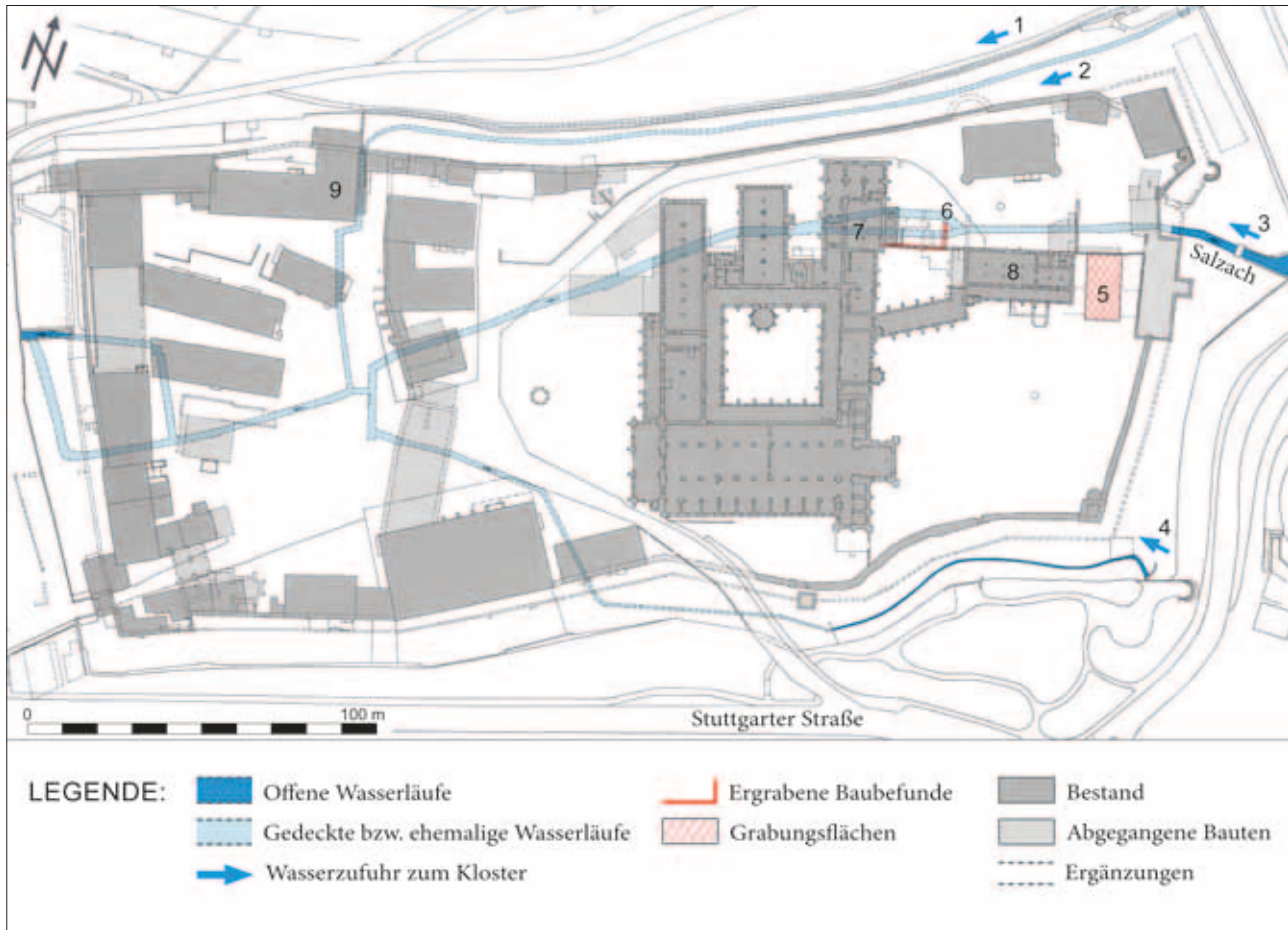 N
1
2
3
Salzach
4
5
6
7
8
9
0 100 m
Stuttgarter Straße
LEGENDE:
Offene Wasserläufe
Gedeckte bzw. ehemalige Wasserläufe
Wasserzufuhr zum Kloster
Ergrabene Baubefunde
Grabungsflächen
Bestand
Abgegangene Bauten
Ergänzungen